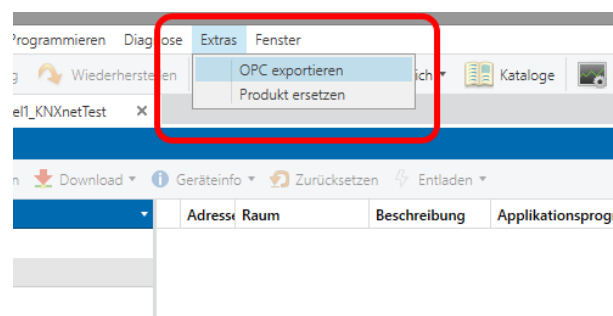 Programmieren Diagnose Extras Fenster
Wiederherstellen OPC exportieren Kataloge
Produkt ersetzen
el1_KNXnetTest
Download Geräteinfo Zurücksetzen Entladen
Adresse Raum Beschreibung Applikationsprog